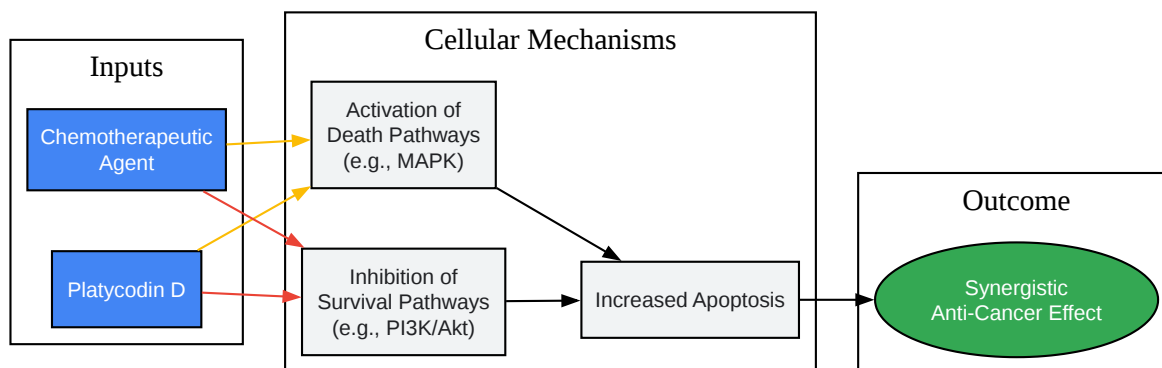 Inputs
Chemotherapeutic
Agent
Platycodin D
Cellular Mechanisms
Activation of
Death Pathways
(e.g., MAPK)
Inhibition of
Survival Pathways
(e.g., PI3K/Akt)
Increased Apoptosis
Outcome
Synergistic
Anti-Cancer Effect